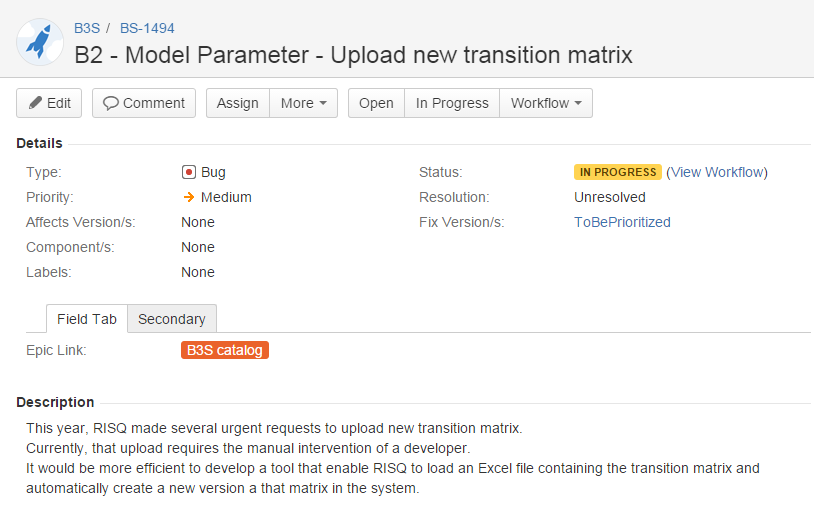 B3S / BS-1494
B2 - Model Parameter - Upload new transition matrix
Edit Comment Assign More Open In Progress Workflow
Details
Type: Bug Status: IN PROGRESS (View Workflow)
Priority: Medium Resolution: Unresolved
Affects Version/s: None Fix Version/s: ToBePrioritized
Component/s: None
Labels: None
Field Tab Secondary
Epic Link: B3S catalog
Description
This year, RISQ made several urgent requests to upload new transition matrix.
Currently, that upload requires the manual intervention of a developer.
It would be more efficient to develop a tool that enable RISQ to load an Excel file containing the transition matrix and
automatically create a new version a that matrix in the system.